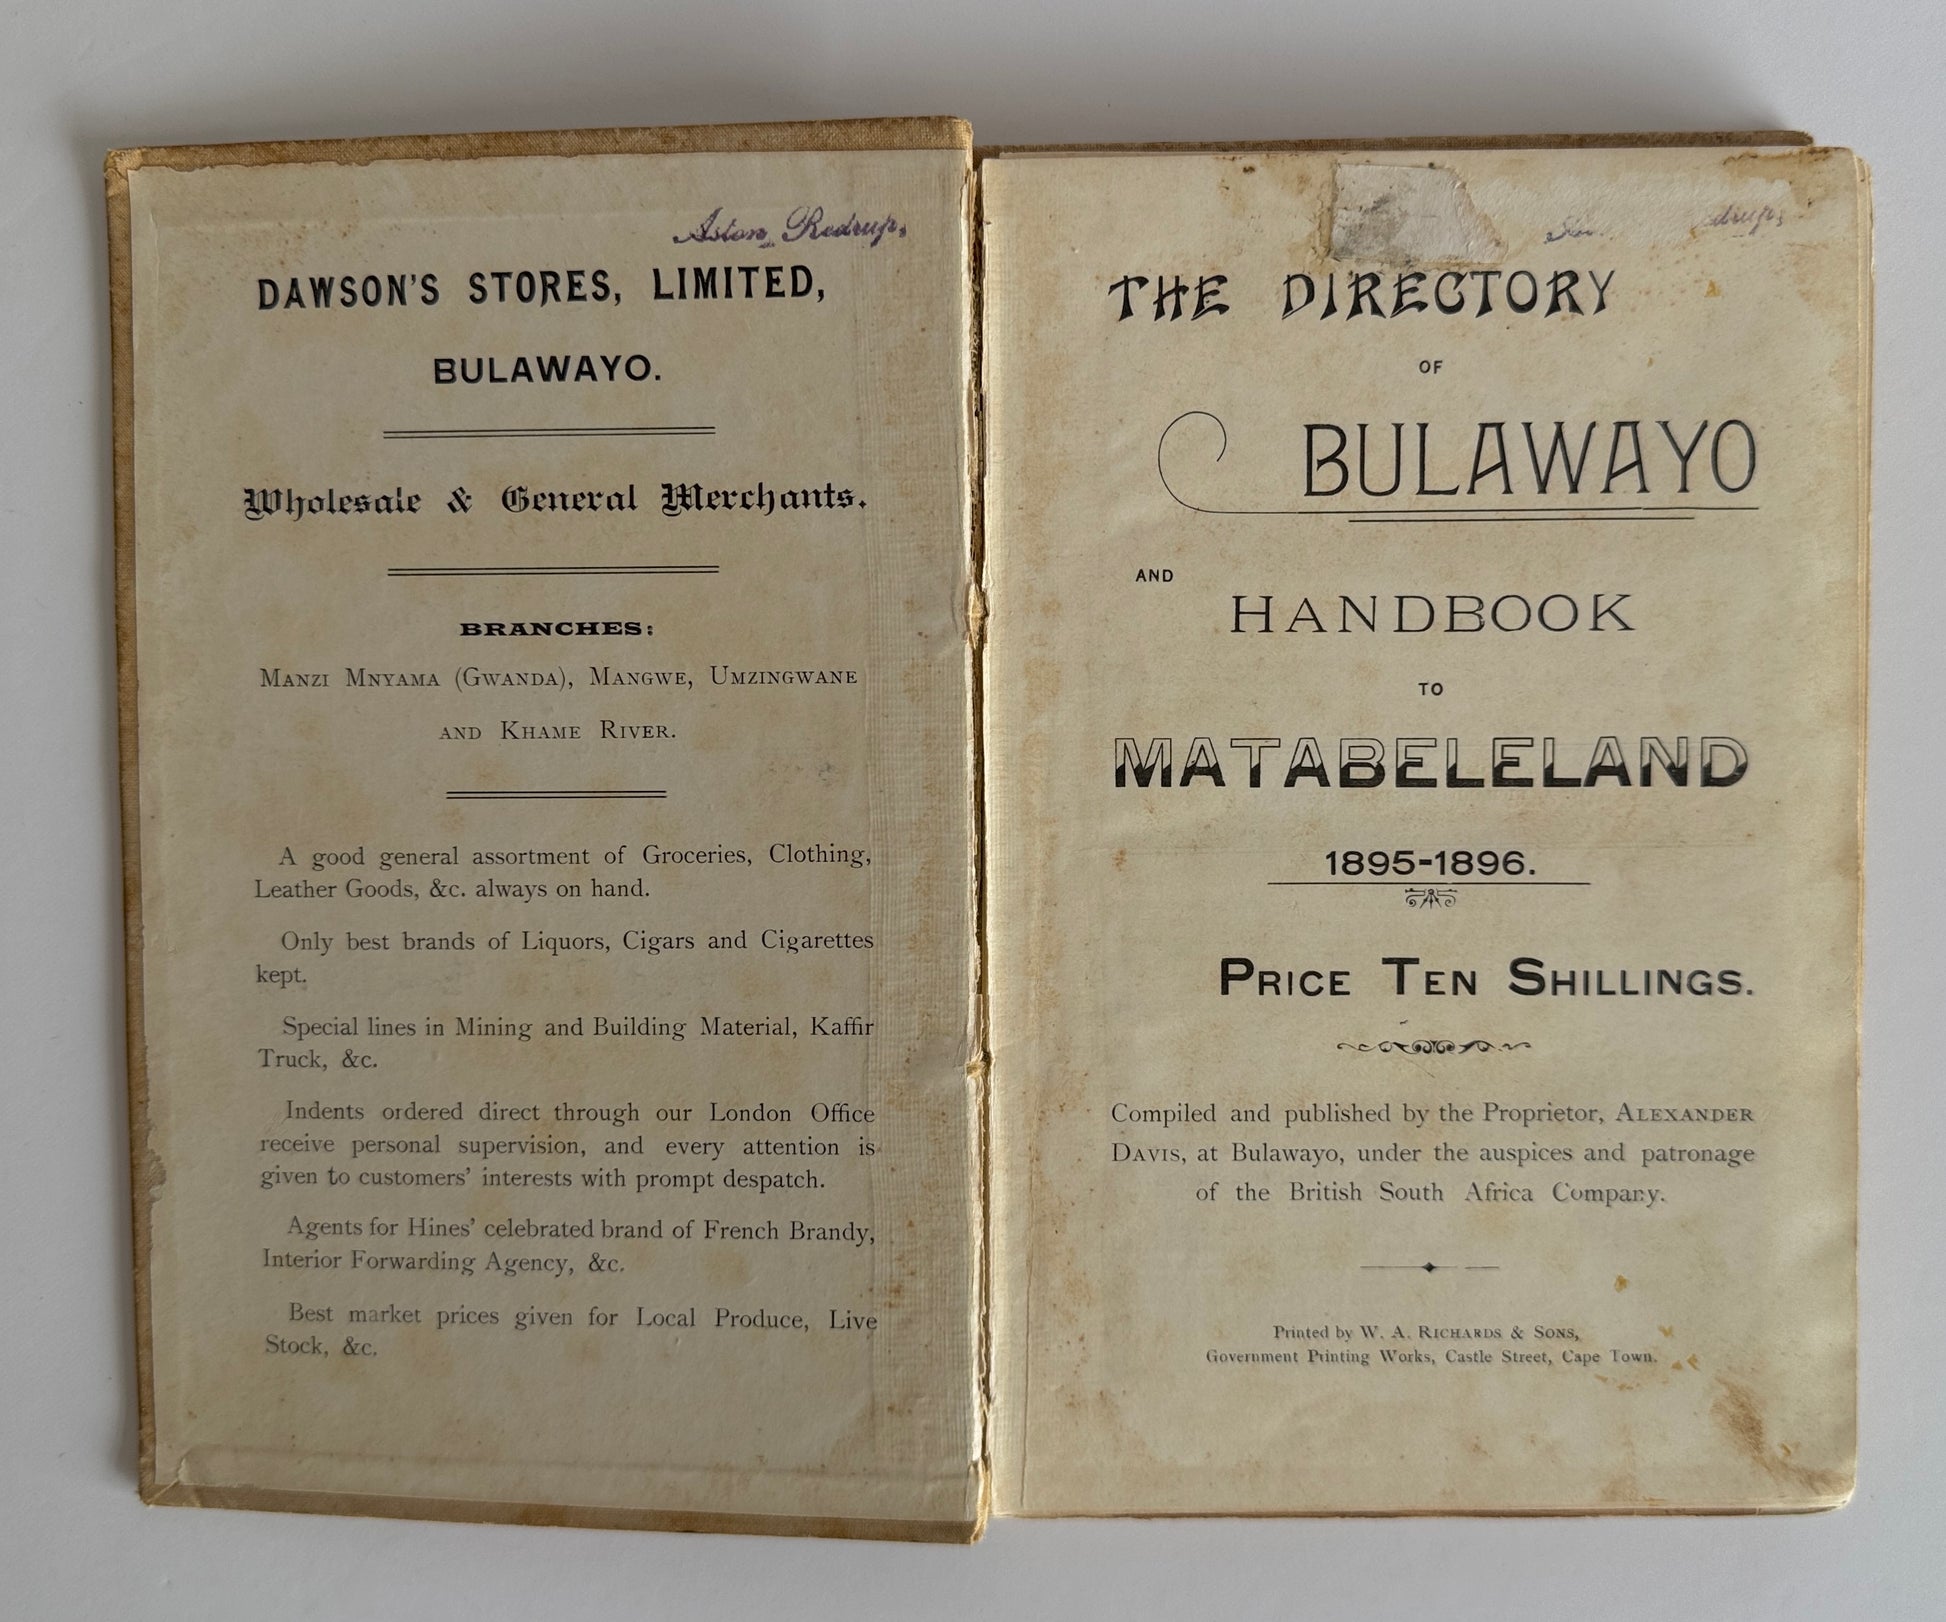 Aston Redrup,
DAWSON'S STORES, LIMITED,
BULAWAYO.
Wholesale & General Merchants.
BRANCHES:
MANZI MNYAMA (GWANDA), MANGWE, UMZINGWANE
AND KHAME RIVER.
A good general assortment of Groceries, Clothing,
Leather Goods, &c. always on hand.
Only best brands of Liquors, Cigars and Cigarettes
kept.
Special lines in Mining and Building Material, Kaffir
Truck, &c.
Indents ordered direct through our London Office
receive personal supervision, and every attention is
given to customers' interests with prompt despatch.
Agents for Hines' celebrated brand of French Brandy,
Interior Forwarding Agency, &c.
Best market prices given for Local Produce, Live
Stock, &c.
THE DIRECTORY
OF
BULAWAYO
AND
HANDBOOK
TO
MATABELELAND
1895-1896.
PRICE TEN SHILLINGS.
Compiled and published by the Proprietor, ALEXANDER
DAVIS, at Bulawayo, under the auspices and patronage
of the British South Africa Company.
Printed by W. A. RICHARDS & SONS,
Government Printing Works, Castle Street, Cape Town.